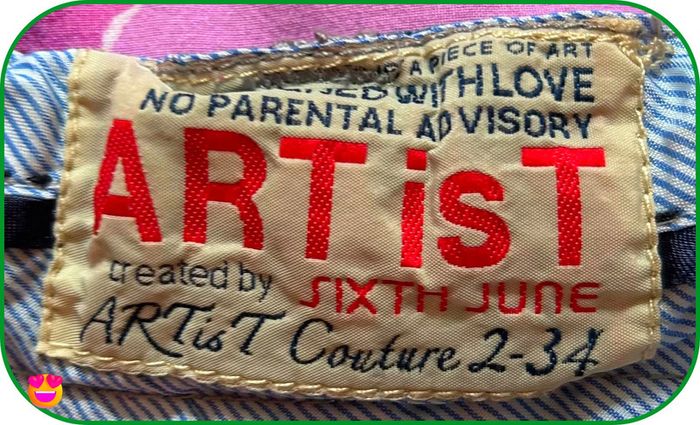 A PIECE OF ART
WITH LOVE
NO PARENTAL ADVISORY
ARTisT
created by SIXTH JUNE
ARTisT Couture 2-34